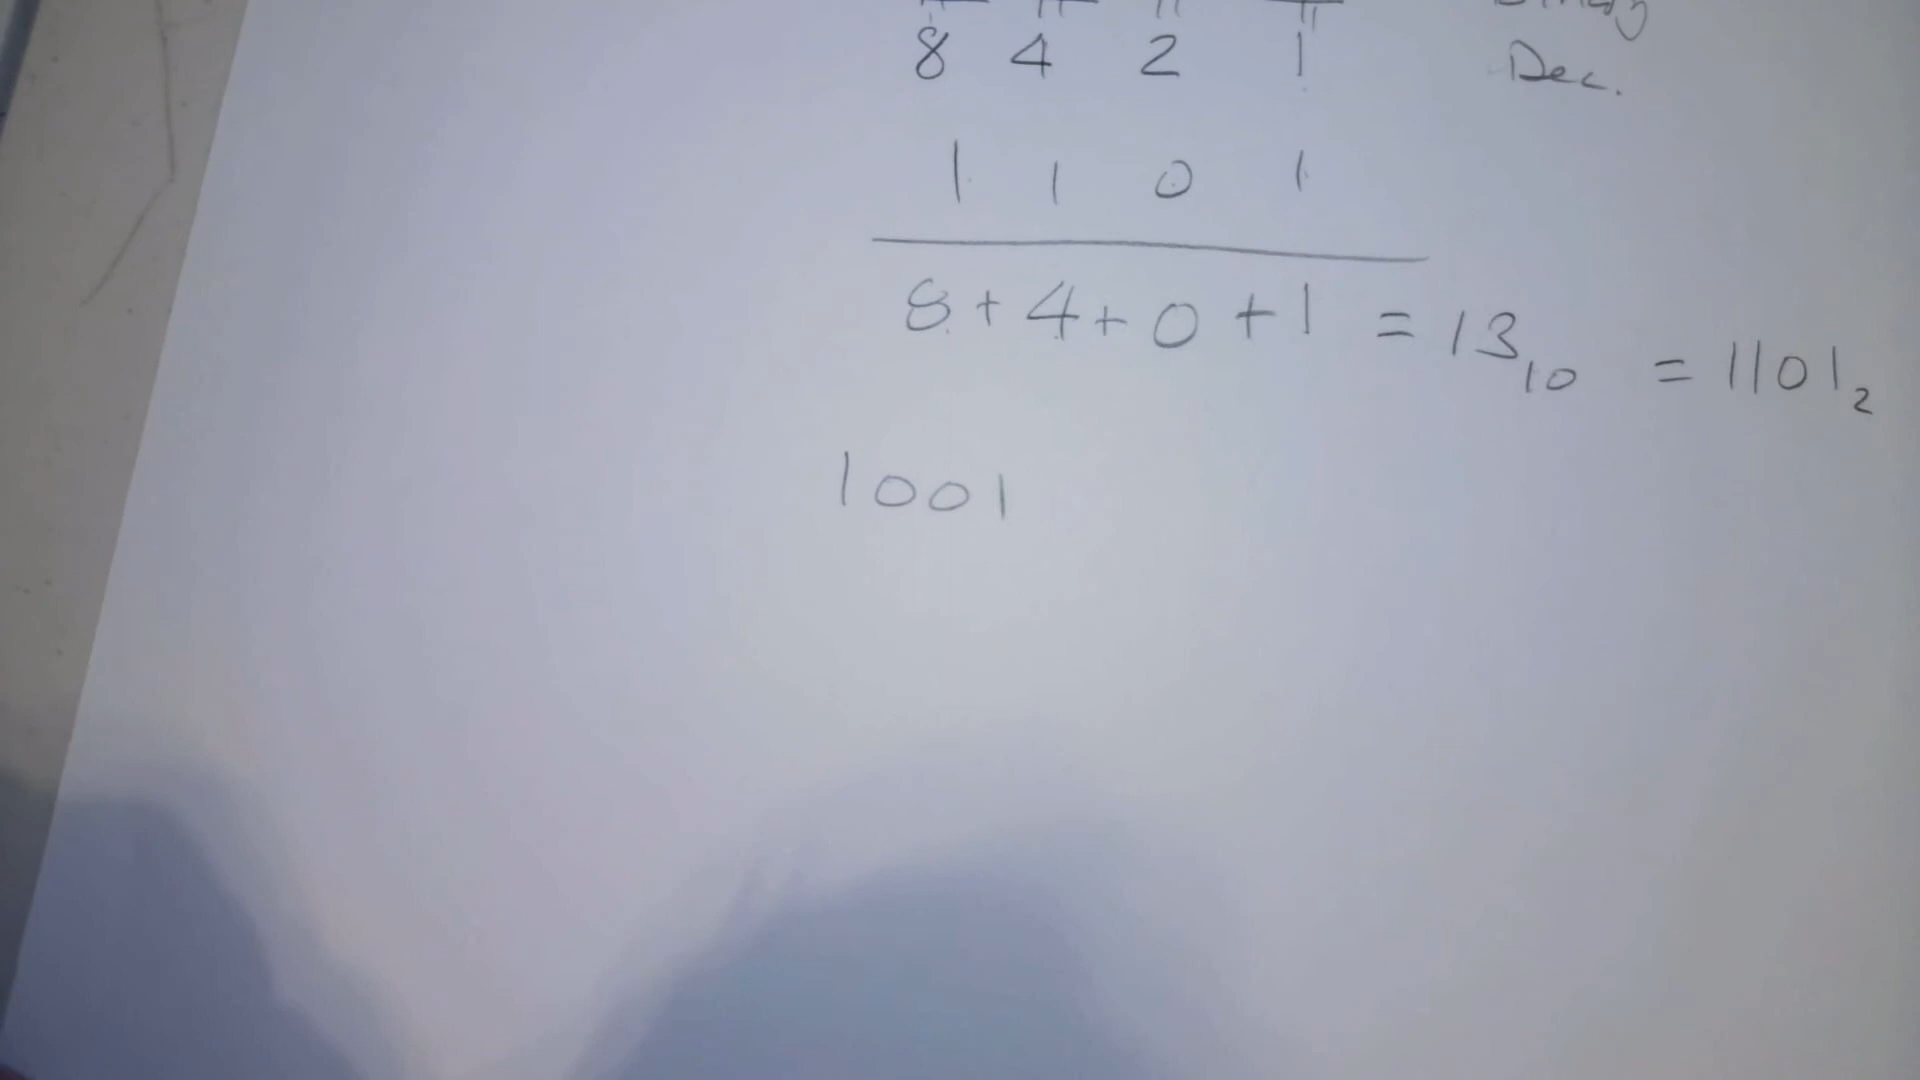 8 4 2 1 Dec.
1 1 0 1
8 + 4 + 0 + 1 = 13₁₀ = 1101₂
1001